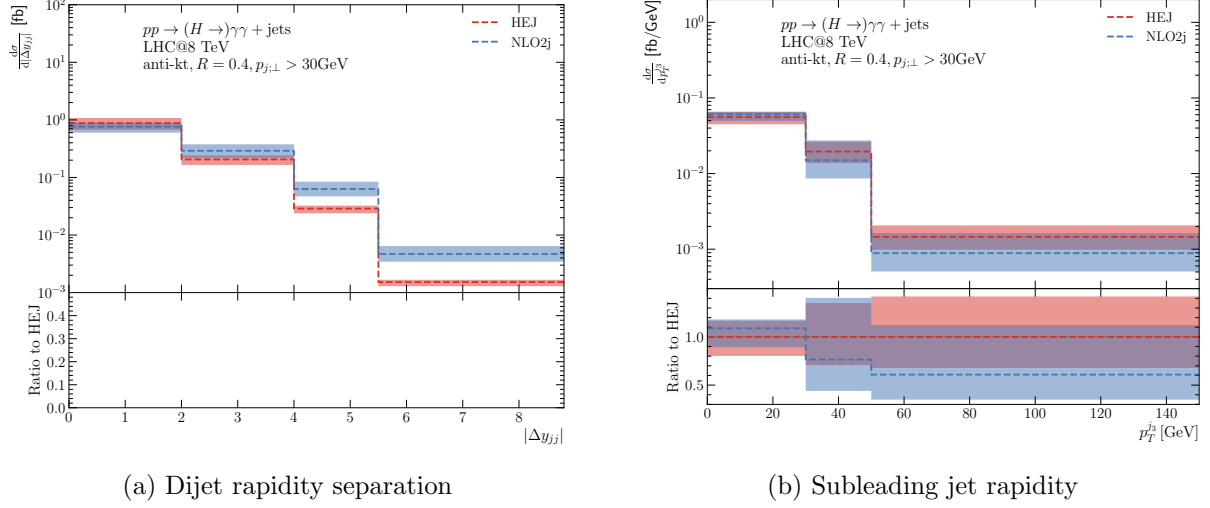 dσ/d|Δy_jj| [fb]
10^2
10^1
10^0
10^−1
10^−2
10^−3
pp → (H →)γγ + jets
LHC@8 TeV
anti-kt, R = 0.4, p_{j;⊥} > 30GeV
HEJ
NLO2j
Ratio to HEJ
0.4
0.3
0.2
0.1
0.0
0 1 2 3 4 5 6 7 8
|Δy_jj|
(a) Dijet rapidity separation
dσ/dp_T^{j_3} [fb/GeV]
10^0
10^−1
10^−2
10^−3
pp → (H →)γγ + jets
LHC@8 TeV
anti-kt, R = 0.4, p_{j;⊥} > 30GeV
HEJ
NLO2j
Ratio to HEJ
1.0
0.5
0 20 40 60 80 100 120 140
p_T^{j_3} [GeV]
(b) Subleading jet rapidity